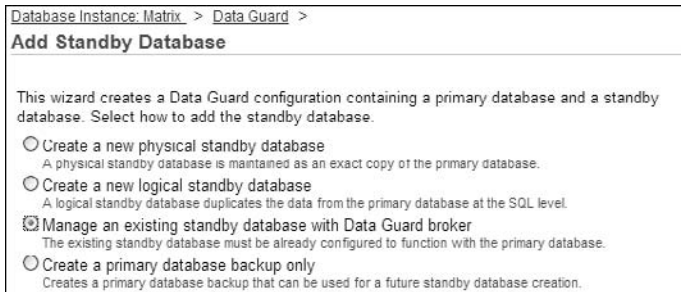 Database Instance: Matrix > Data Guard >
Add Standby Database
This wizard creates a Data Guard configuration containing a primary database and a standby
database. Select how to add the standby database.
Create a new physical standby database
A physical standby database is maintained as an exact copy of the primary database.
Create a new logical standby database
A logical standby database duplicates the data from the primary database at the SQL level.
Manage an existing standby database with Data Guard broker
The existing standby database must be already configured to function with the primary database.
Create a primary database backup only
Creates a primary database backup that can be used for a future standby database creation.